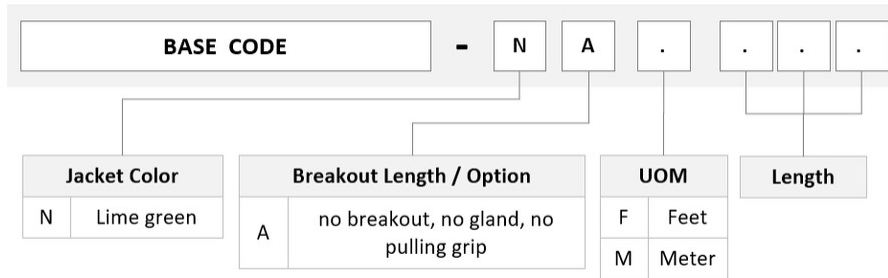 BASE CODE - N A . . . .
Jacket Color
N Lime green
Breakout Length / Option
A no breakout, no gland, no
pulling grip
UOM
F Feet
M Meter
Length